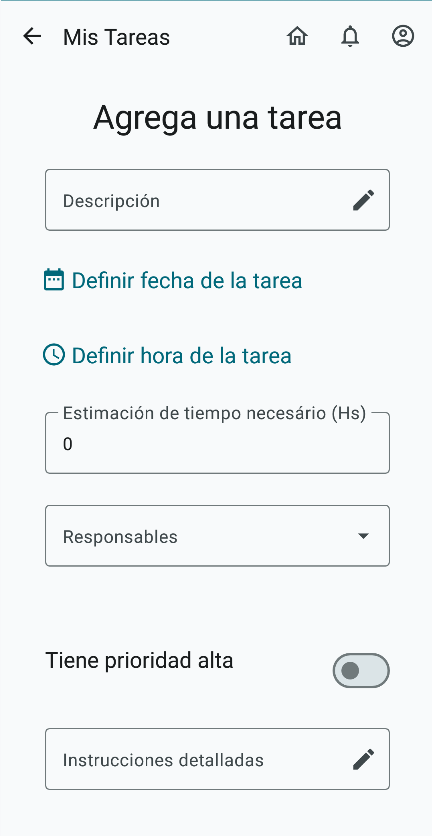 Mis Tareas
Agrega una tarea
Descripción
Definir fecha de la tarea
Definir hora de la tarea
Estimación de tiempo necesário (Hs)
0
Responsables
Tiene prioridad alta
Instrucciones detalladas